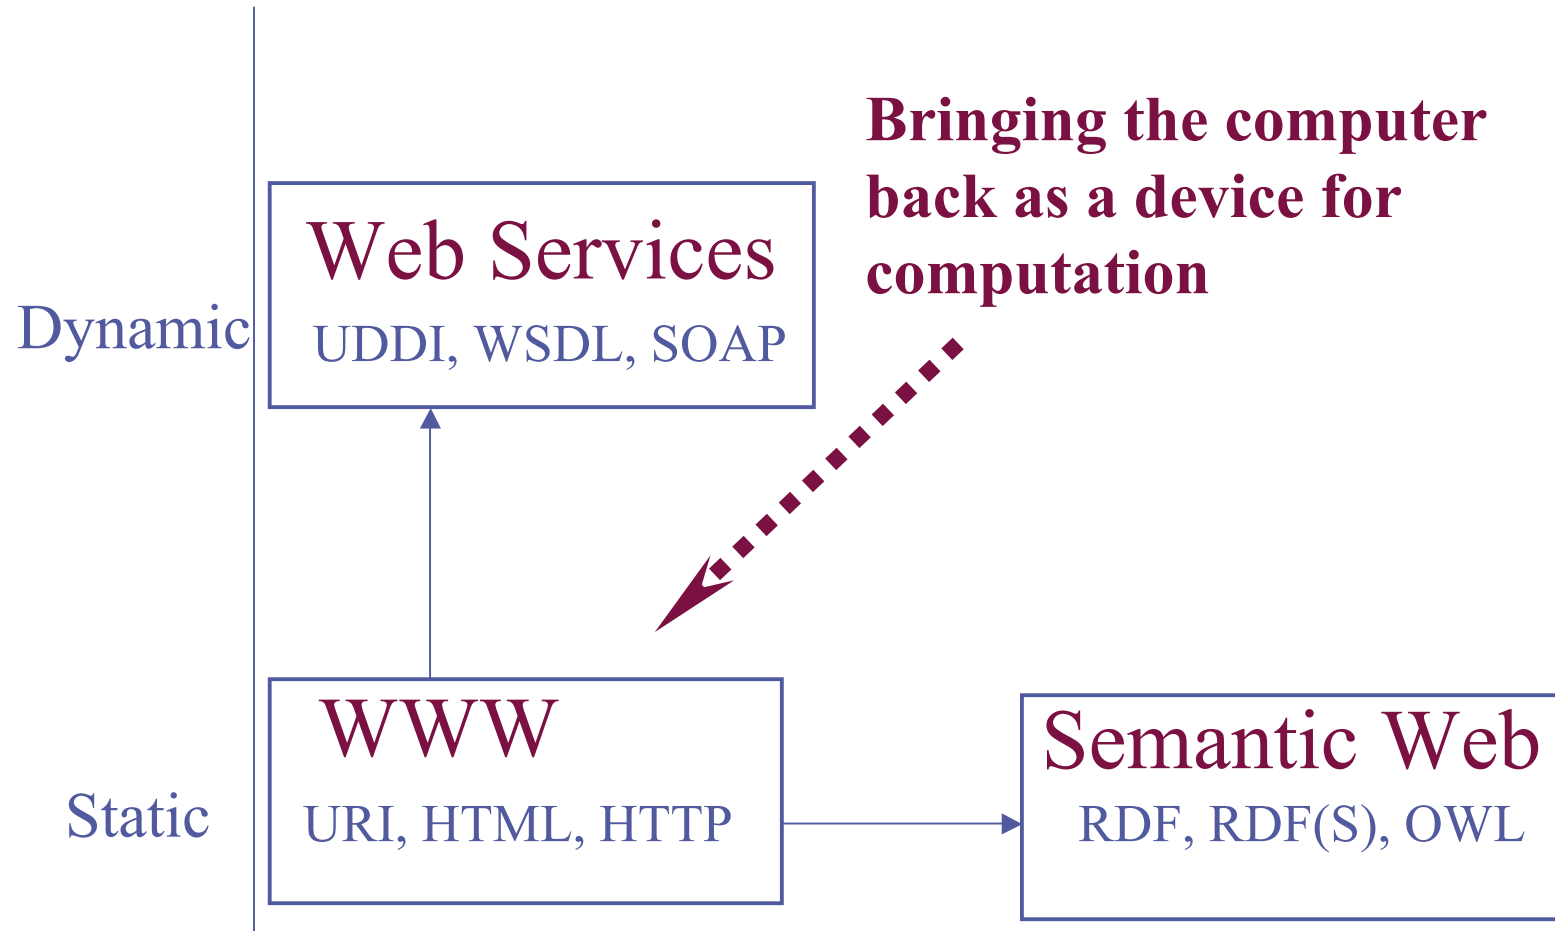 Bringing the computer
back as a device for
computation
Web Services
UDDI, WSDL, SOAP
Dynamic
WWW
URI, HTML, HTTP
Static
Semantic Web
RDF, RDF(S), OWL